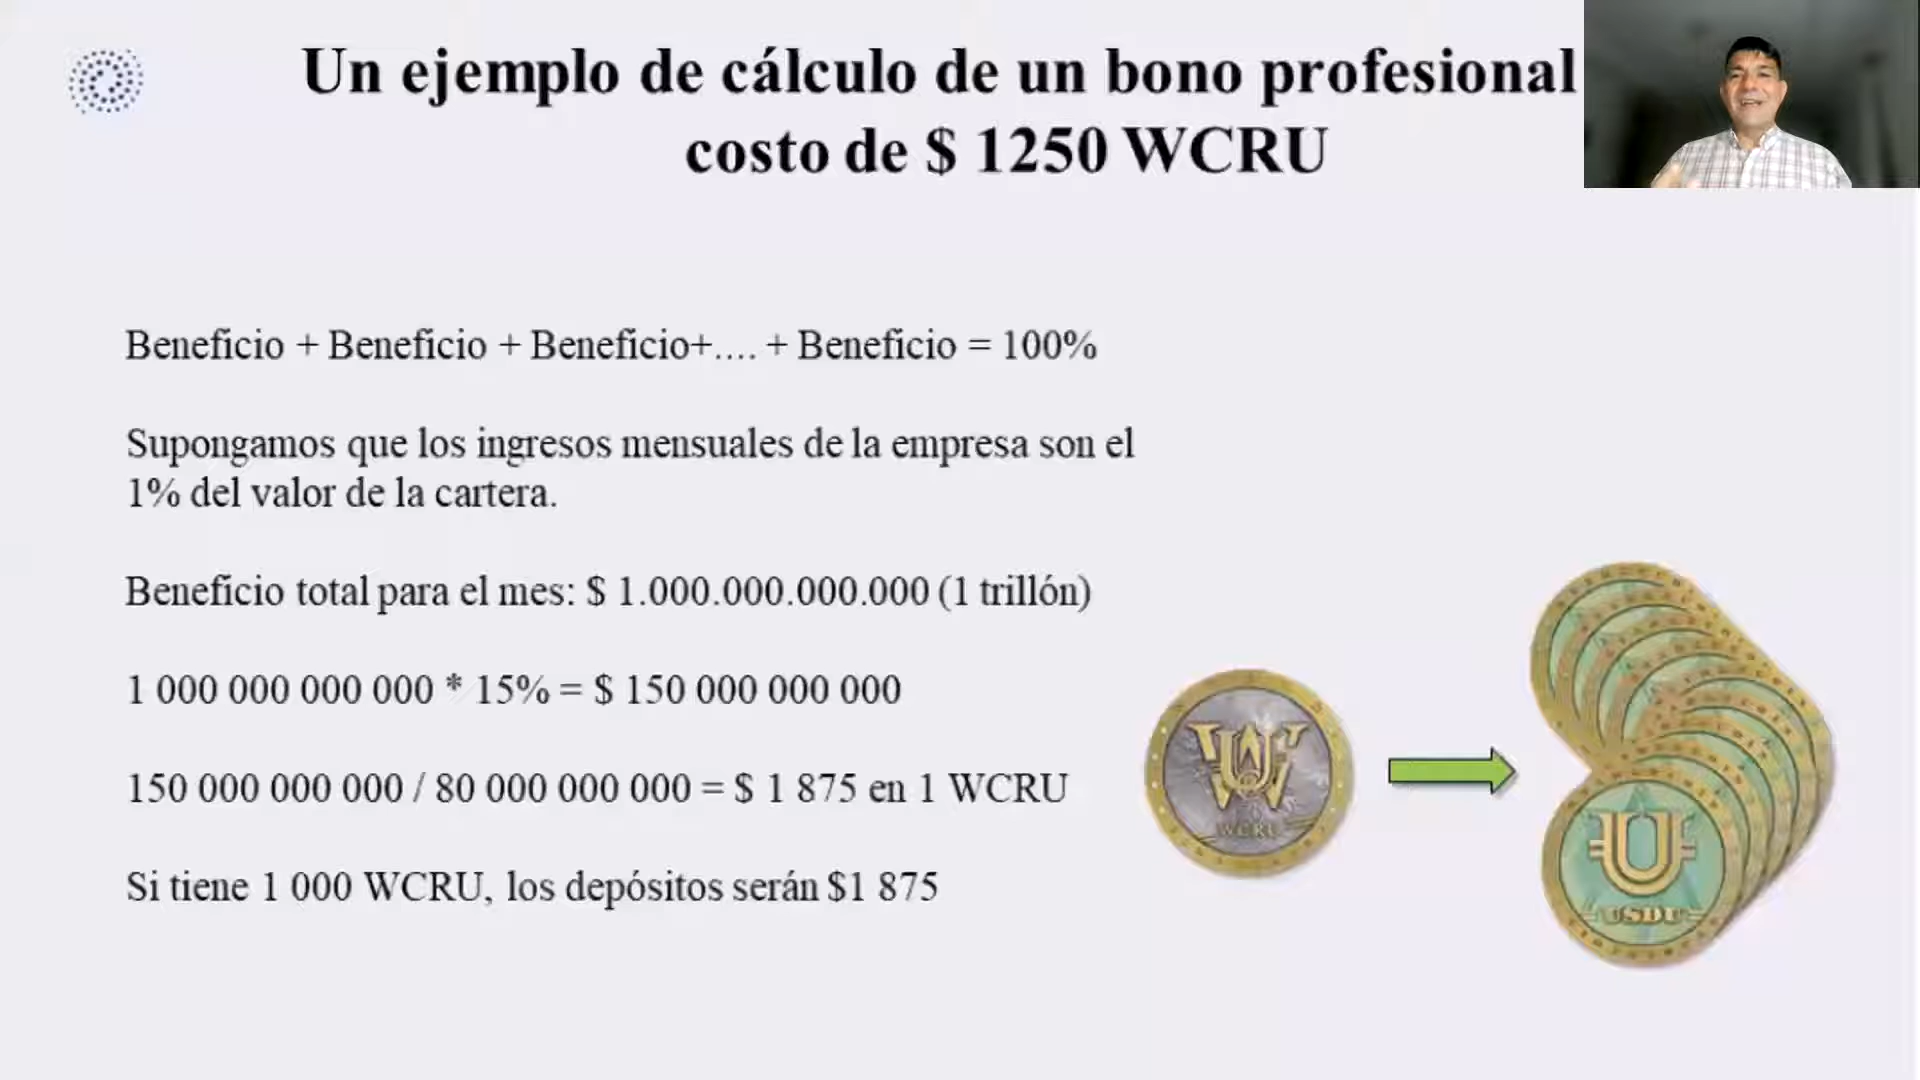 Un ejemplo de cálculo de un bono profesional
costo de $ 1250 WCRU
Beneficio + Beneficio + Beneficio+.... + Beneficio = 100%
Supongamos que los ingresos mensuales de la empresa son el
1% del valor de la cartera.
Beneficio total para el mes: $ 1.000.000.000.000 (1 trillón)
1 000 000 000 000 * 15% = $ 150 000 000 000
150 000 000 000 / 80 000 000 000 = $ 1 875 en 1 WCRU
Si tiene 1 000 WCRU, los depósitos serán $1 875
WCRU
USDU